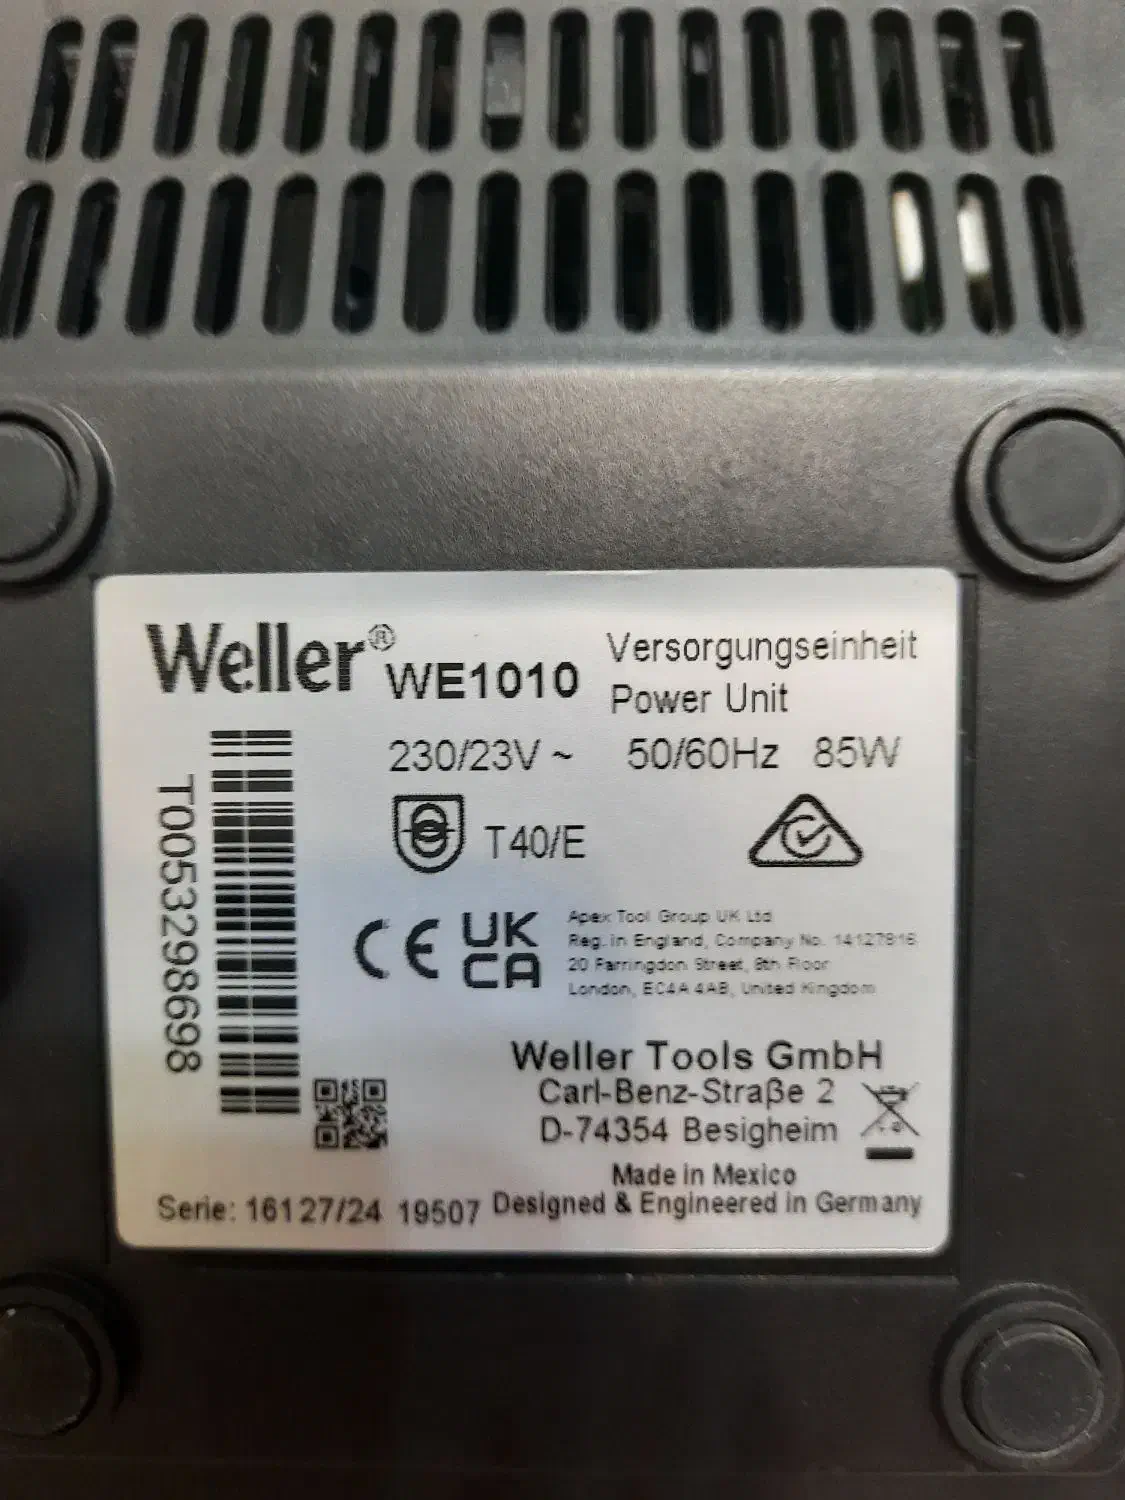 Weller® WE1010 Versorgungseinheit
Power Unit
230/23V ~ 50/60Hz 85W
T40/E
T0053298698
CE UK CA
Apex Tool Group UK Ltd
Reg. in England, Company No. 14127816
20 Farringdon Street, 8th Floor
London, EC4A 4AB, United Kingdom
Weller Tools GmbH
Carl-Benz-Straße 2
D-74354 Besigheim
Made in Mexico
Serie: 16127/24 19507 Designed & Engineered in Germany